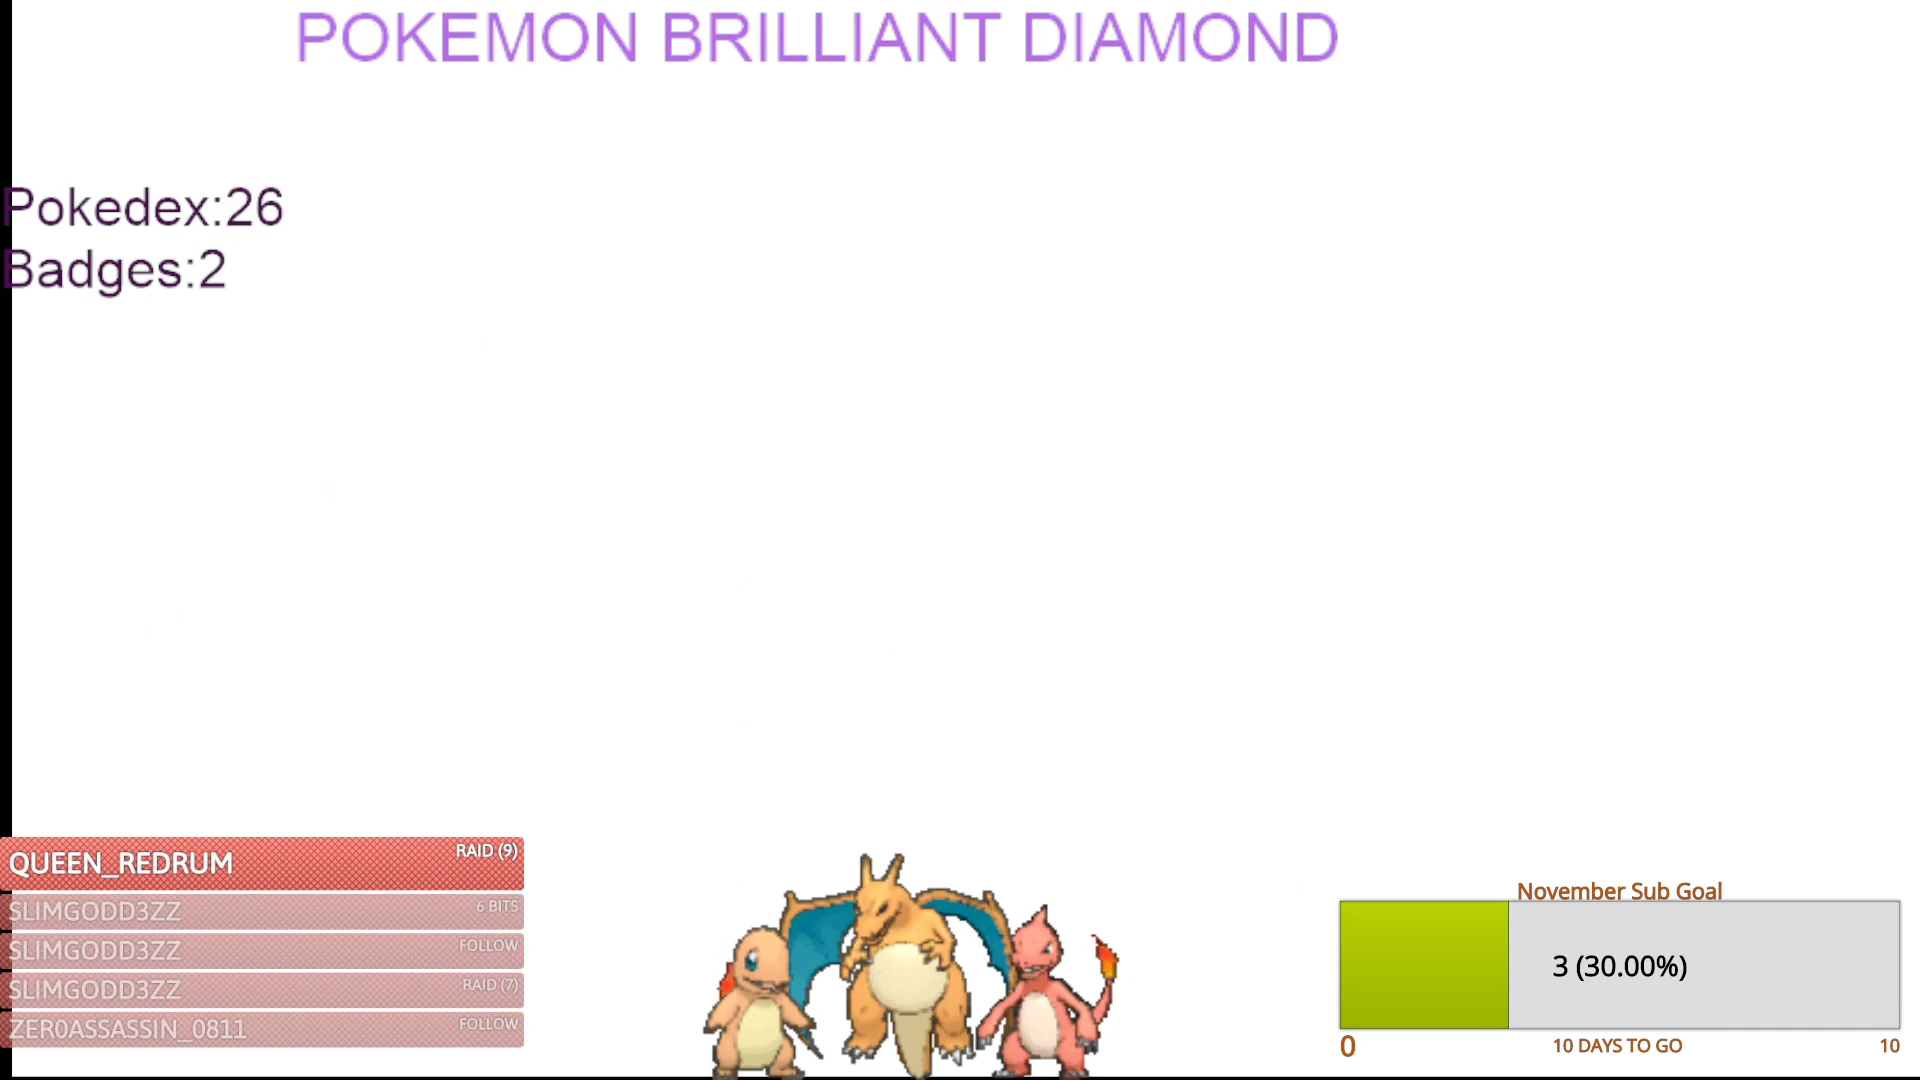 POKEMON BRILLIANT DIAMOND
Pokedex:26
Badges:2
QUEEN_REDRUM RAID (9)
SLIMGODD3ZZ 6 BITS
SLIMGODD3ZZ FOLLOW
SLIMGODD3ZZ RAID (7)
ZER0ASSASSIN_0811 FOLLOW
November Sub Goal
3 (30.00%)
0 10 DAYS TO GO 10